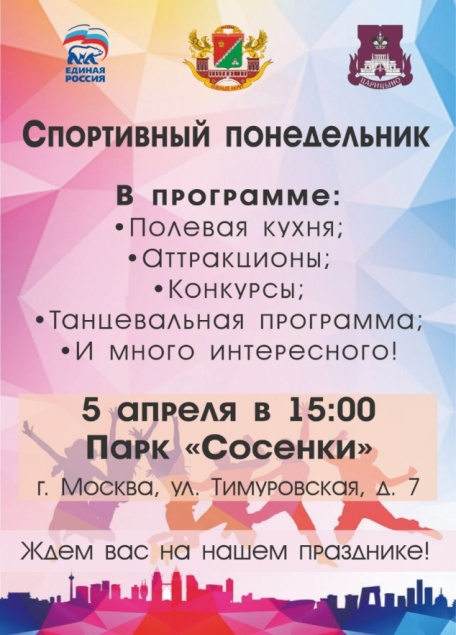 ЕДИНАЯ
РОССИЯ
ЦАРИЦЫНО
Спортивный понедельник
В программе:
•Полевая кухня;
•Аттракционы;
•Конкурсы;
•Танцевальная программа;
•И много интересного!
5 апреля в 15:00
Парк «Сосенки»
г. Москва, ул. Тимуровская, д. 7
Ждем вас на нашем празднике!